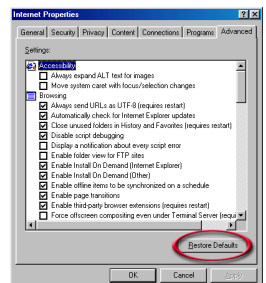 Internet Properties
General Security Privacy Content Connections Programs Advanced
Settings:
Accessibility
Always expand ALT text for images
Move system caret with focus/selection changes
Browsing
Always send URLs as UTF-8 (requires restart)
Automatically check for Internet Explorer updates
Close unused folders in History and Favorites (requires restart)
Disable script debugging
Display a notification about every script error
Enable folder view for FTP sites
Enable Install On Demand (Internet Explorer)
Enable Install On Demand (Other)
Enable offline items to be synchronized on a schedule
Enable page transitions
Enable third-party browser extensions (requires restart)
Force offscreen compositing even under Terminal Server (requi
Restore Defaults
OK Cancel Apply